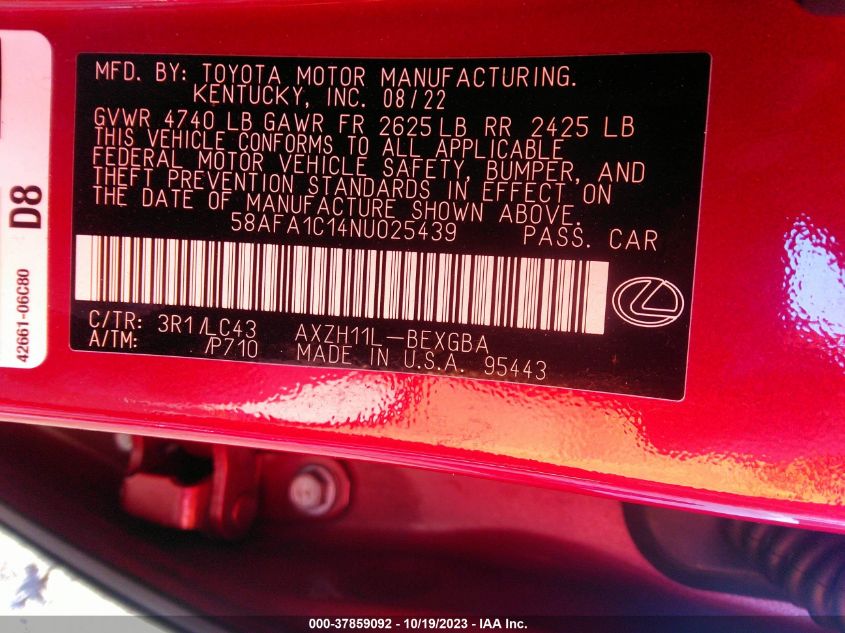 MFD. BY: TOYOTA MOTOR MANUFACTURING.
KENTUCKY, INC. 08/22
GVWR 4740 LB GAWR FR 2625 LB RR 2425 LB
THIS VEHICLE CONFORMS TO ALL APPLICABLE
FEDERAL MOTOR VEHICLE SAFETY, BUMPER, AND
THEFT PREVENTION STANDARDS IN EFFECT ON
THE DATE OF MANUFACTURE SHOWN ABOVE.
58AFA1C14NU025439 PASS. CAR
C/TR: 3R1/LC43 AXZH11L-BEXGBA
A/TM: /P710 MADE IN U.S.A. 95443
D8
42661-06C80
000-37859092 - 10/19/2023 - IAA Inc.